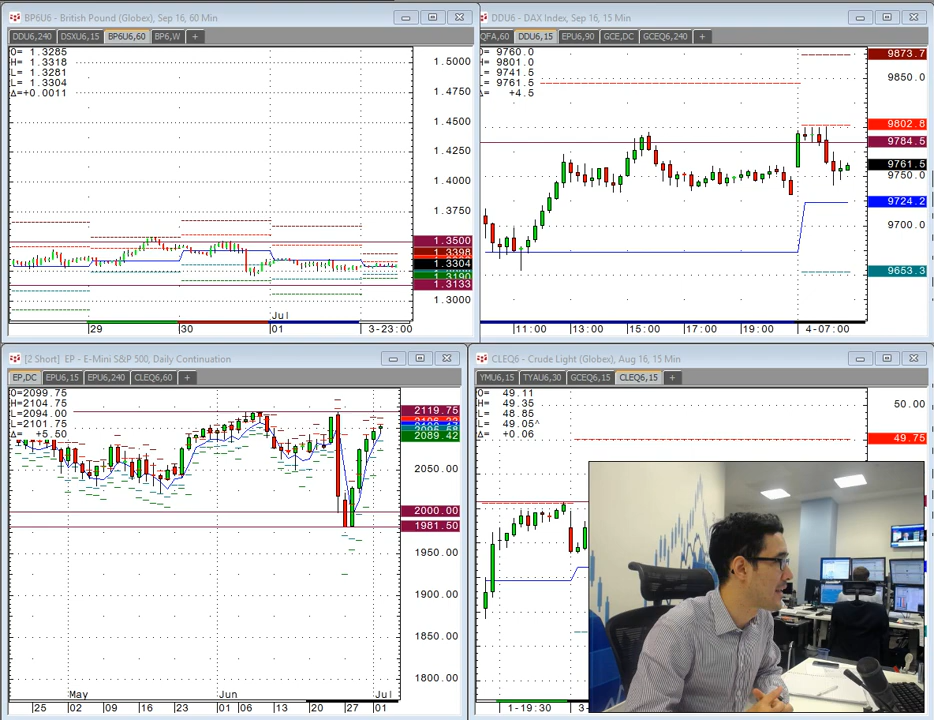 BP6U6 - British Pound (Globex), Sep 16, 60 Min
DDU6,240 DSXU6,15 BP6U6,60 BP6,W +
O= 1.3285
H= 1.3318
L= 1.3281
L= 1.3304
Δ=+0.0011
1.5000
1.4750
1.4500
1.4250
1.4000
1.3750
1.3500
1.3398
1.3304
1.3190
1.3133
1.3000
Jul
29 30 01 3-23:00
DDU6 - DAX Index, Sep 16, 15 Min
QFA,60 DDU6,15 EPU6,90 GCE,DC GCEQ6,240 +
O= 9760.0
H= 9801.0
L= 9741.5
L= 9761.5
Δ= +4.5
9873.7
9850.0
9802.8
9784.5
9761.5
9750.0
9724.2
9700.0
9653.3
11:00 13:00 15:00 17:00 19:00 4-07:00
[2 Short] EP - E-Mini S&P 500, Daily Continuation
EP,DC EPU6,15 EPU6,240 CLEQ6,60 +
O=2099.75
H=2104.75
L=2094.00
L=2101.75
Δ= +5.50
2119.75
2089.42
2050.00
2000.00
1981.50
1950.00
1900.00
1850.00
1800.00
May Jun Jul
25 02 09 16 23 01 06 13 20 27 01
CLEQ6 - Crude Light (Globex), Aug 16, 15 Min
YMU6,15 TYAU6,30 GCEQ6,15 CLEQ6,15 +
O= 49.11
H= 49.35
L= 48.85
L= 49.05^
Δ= +0.06
50.00
49.75
1-19:30